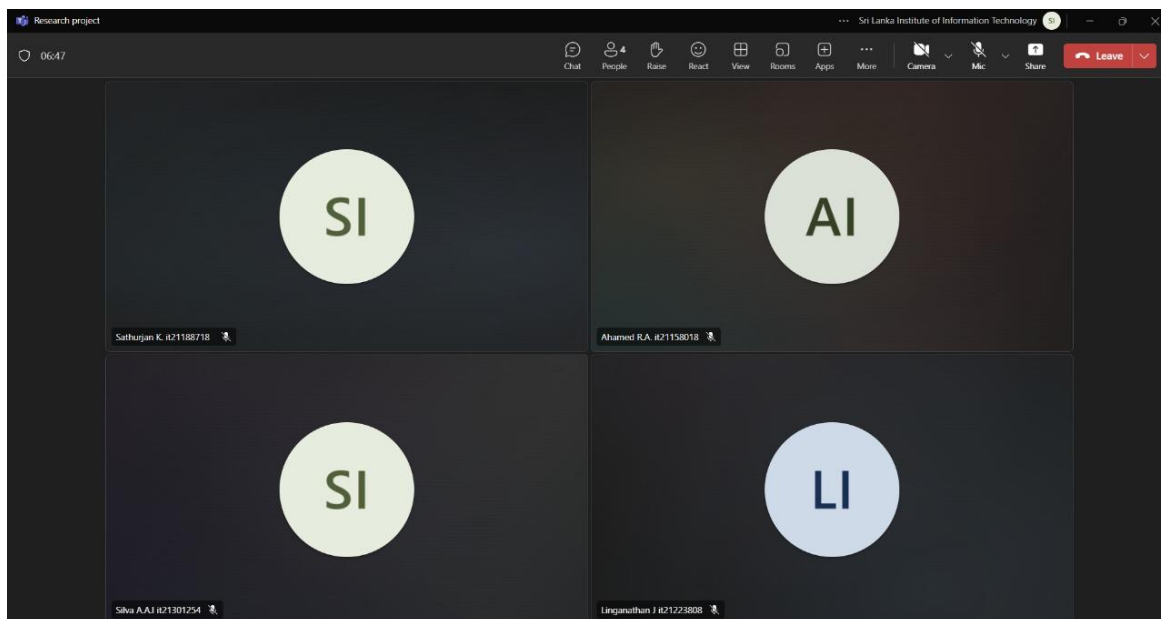 Research project
Sri Lanka Institute of Information Technology SI
06:47
4
Chat People Raise React View Rooms Apps More Camera Mic Share Leave
SI
AI
Sathurjan K. it21188718
Ahamed R.A. it21158018
SI
LI
Silva A.A.I it21301254
Linganathan J it21223808